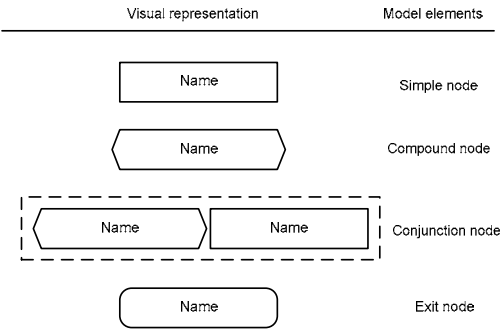 Visual representation Model elements
Name Simple node
Name Compound node
Name Name Conjunction node
Name Exit node